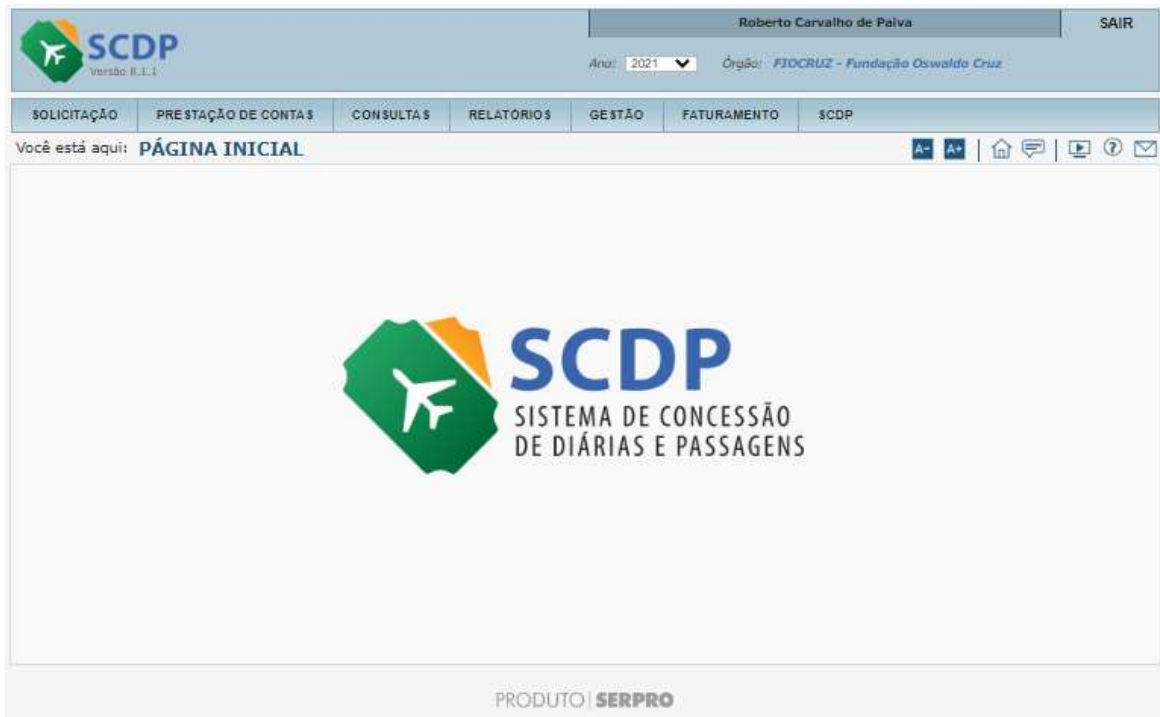 SCDP
Versão 8.1.1
Roberto Carvalho de Paiva
SAIR
Ano: 2021
Órgão: FIOCRUZ - Fundação Oswaldo Cruz
SOLICITAÇÃO PRESTAÇÃO DE CONTAS CONSULTAS RELATÓRIOS GESTÃO FATURAMENTO SCDP
Você está aqui: PÁGINA INICIAL
A- A+
SCDP
SISTEMA DE CONCESSÃO
DE DIÁRIAS E PASSAGENS
PRODUTO SERPRO